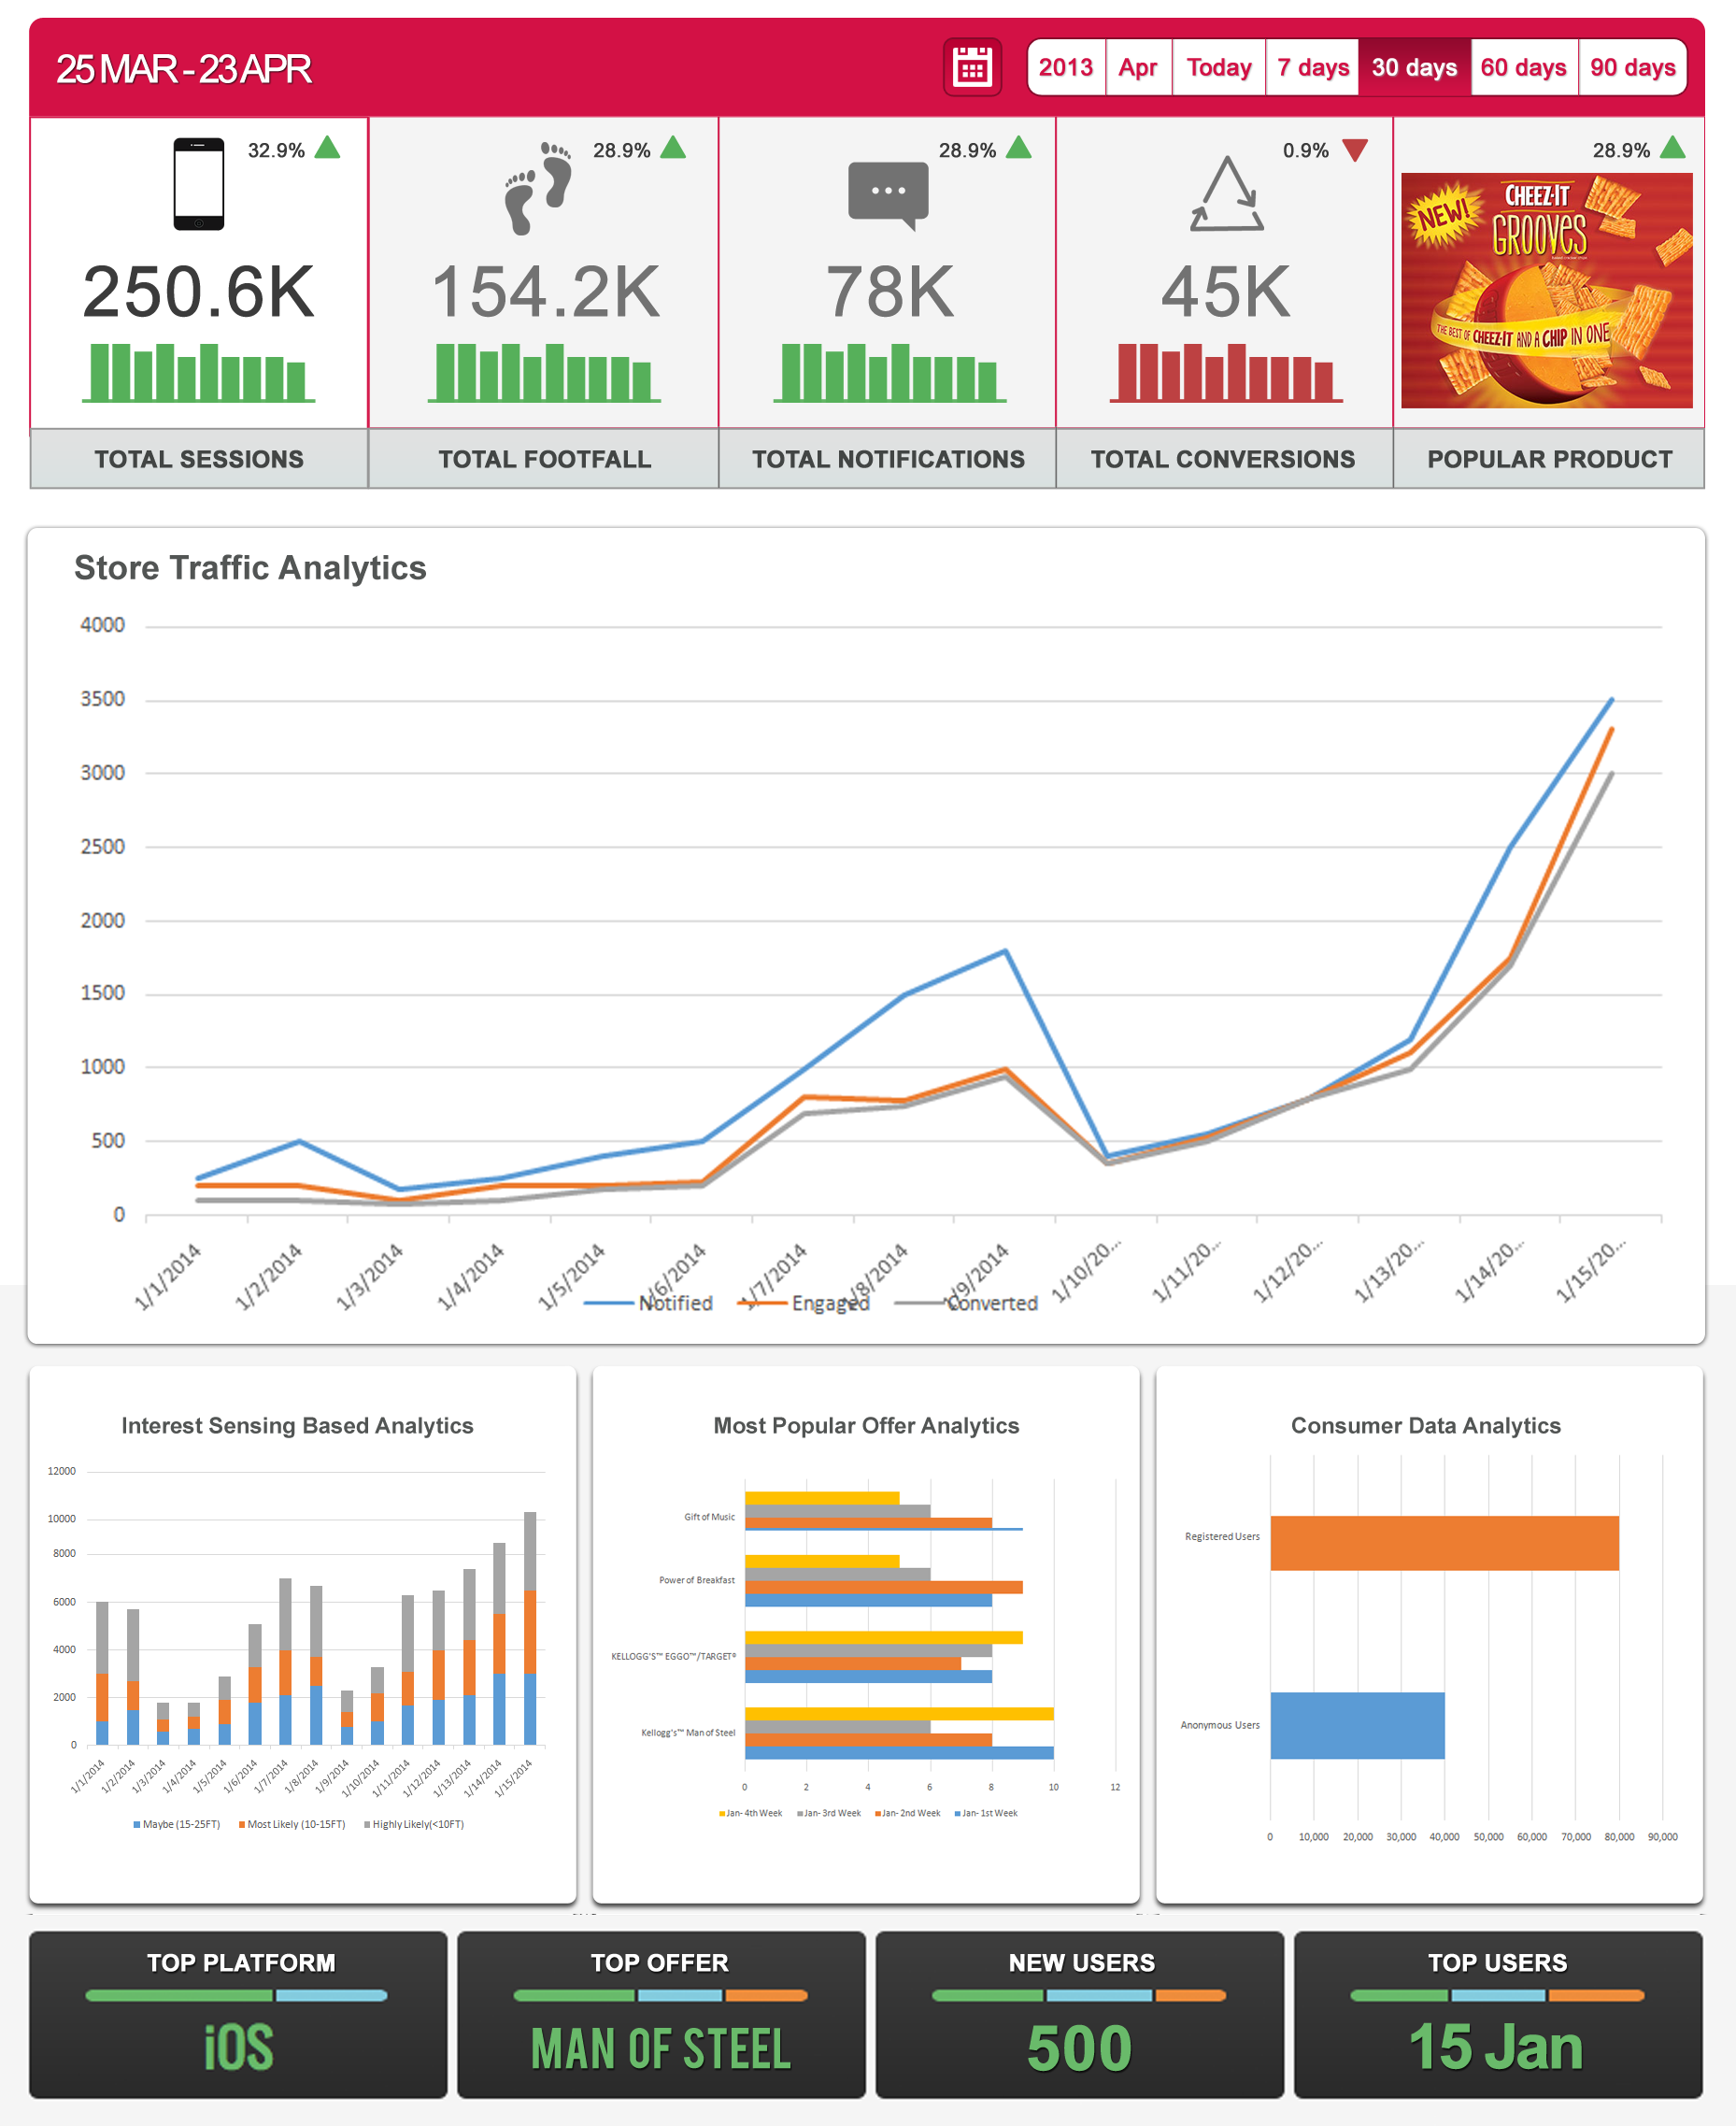 25 MAR - 23 APR
2013 Apr Today 7 days 30 days 60 days 90 days
32.9%
250.6K
TOTAL SESSIONS
28.9%
154.2K
TOTAL FOOTFALL
28.9%
78K
TOTAL NOTIFICATIONS
0.9%
45K
TOTAL CONVERSIONS
28.9%
NEW!
CHEEZ-IT
GROOVES
THE BEST OF CHEEZ-IT AND A CHIP IN ONE
POPULAR PRODUCT
Store Traffic Analytics
4000
3500
3000
2500
2000
1500
1000
500
0
1/1/2014 1/2/2014 1/3/2014 1/4/2014 1/5/2014 1/6/2014 1/7/2014 1/8/2014 1/9/2014 1/10/20... 1/11/20... 1/12/20... 1/13/20... 1/14/20... 1/15/20...
Notified Engaged Converted
Interest Sensing Based Analytics
12000
10000
8000
6000
4000
2000
0
1/1/2014 1/2/2014 1/3/2014 1/4/2014 1/5/2014 1/6/2014 1/7/2014 1/8/2014 1/9/2014 1/10/2014 1/11/2014 1/12/2014 1/13/2014 1/14/2014 1/15/2014
Maybe (15-25FT) Most Likely (10-15FT) Highly Likely(<10FT)
Most Popular Offer Analytics
Gift of Music
Power of Breakfast
KELLOGG'S™ EGGO™/TARGET®
Kellogg's™ Man of Steel
0 2 4 6 8 10 12
Jan- 4th Week Jan- 3rd Week Jan- 2nd Week Jan- 1st Week
Consumer Data Analytics
Registered Users
Anonymous Users
0 10,000 20,000 30,000 40,000 50,000 60,000 70,000 80,000 90,000
TOP PLATFORM
iOS
TOP OFFER
MAN OF STEEL
NEW USERS
500
TOP USERS
15 Jan